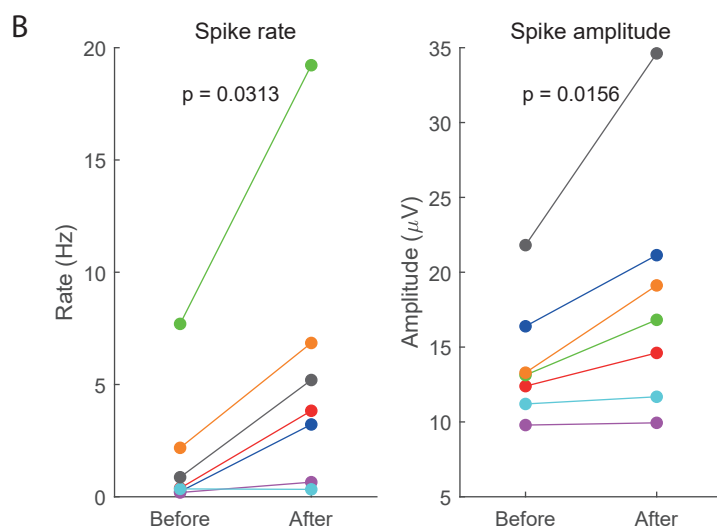 B
Spike rate
Spike amplitude
p = 0.0313
p = 0.0156
Rate (Hz)
20
15
10
5
0
Before
After
Amplitude (μV)
35
30
25
20
15
10
5
Before
After